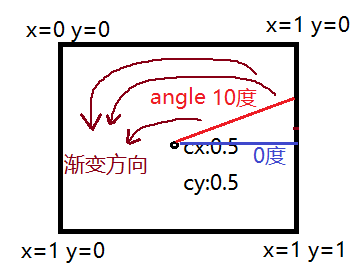 x=0 y=0
x=1 y=0
angle 10度
cx:0.5
0度
渐变方向
cy:0.5
x=1 y=0
x=1 y=1